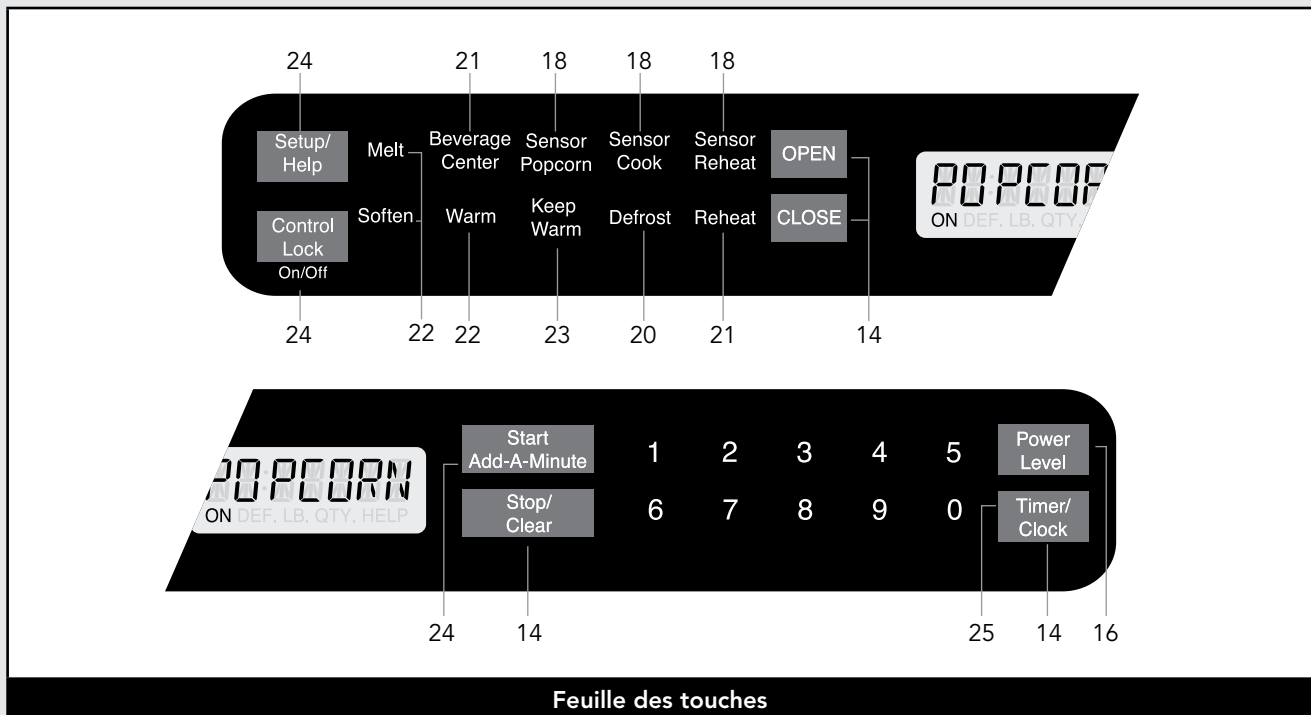 24 21 18 18 18
Setup/
Help
Melt
Beverage
Center
Sensor
Popcorn
Sensor
Cook
Sensor
Reheat
OPEN
Control
Lock
On/Off
Soften
Warm
Keep
Warm
Defrost
Reheat
CLOSE
POPCOR
ON DEF. LB. QTY.
24 22 22 23 20 21 14
POPCORN
ON DEF. LB. QTY. HELP
Start
Add-A-Minute
Stop/
Clear
1 2 3 4 5
6 7 8 9 0
Power
Level
Timer/
Clock
24 14 25 14 16
Feuille des touches